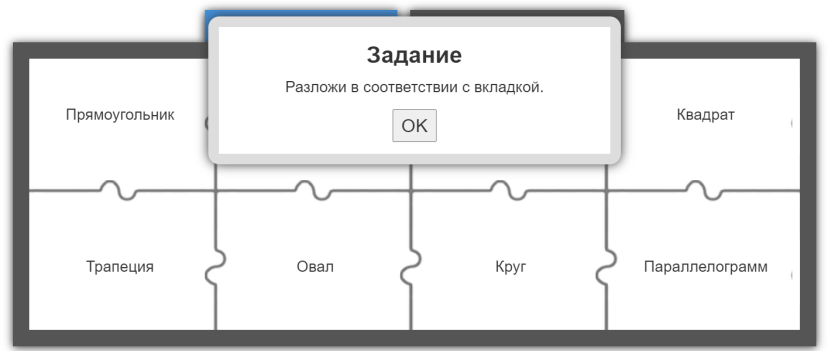 Задание
Разложи в соответствии с вкладкой.
OK
Прямоугольник
Квадрат
Трапеция
Овал
Круг
Параллелограмм